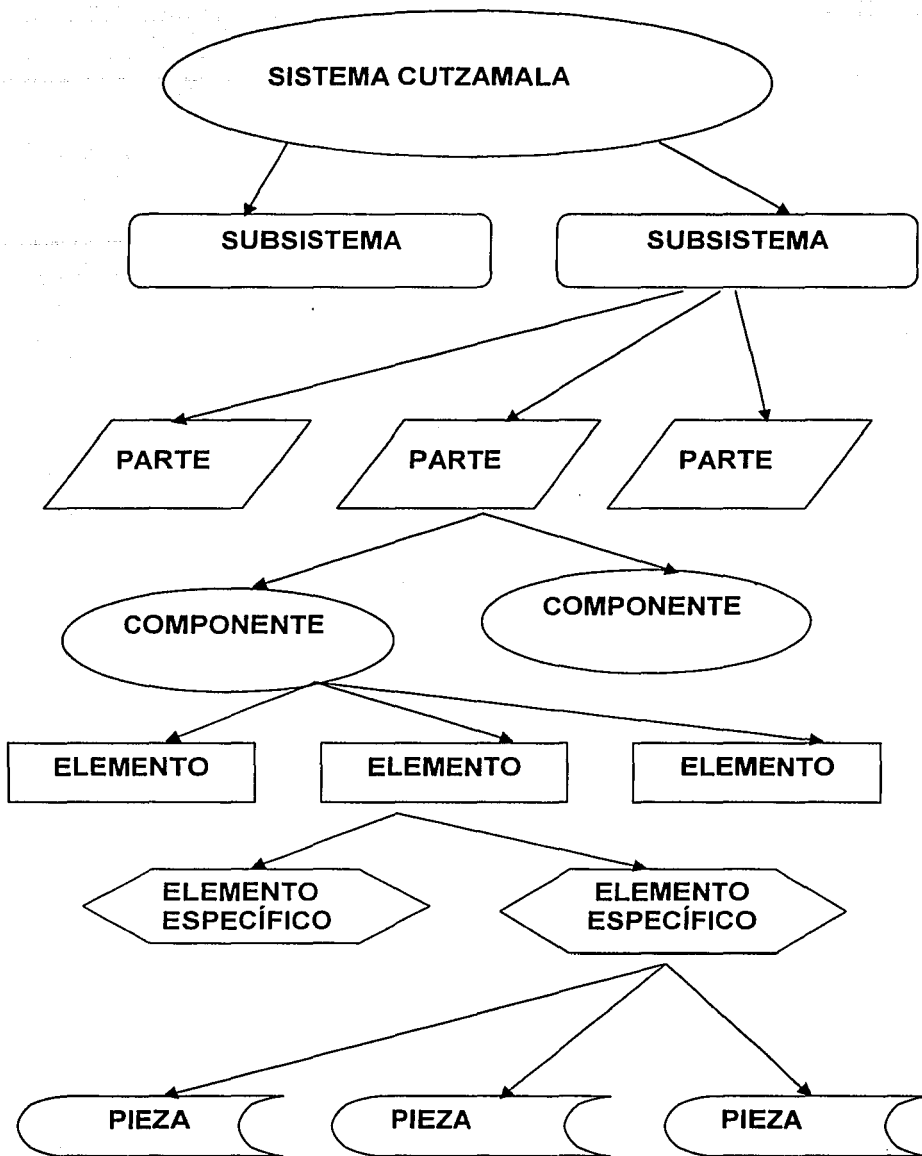 SISTEMA CUTZAMALA
SUBSISTEMA
SUBSISTEMA
PARTE
PARTE
PARTE
COMPONENTE
COMPONENTE
ELEMENTO
ELEMENTO
ELEMENTO
ELEMENTO
ESPECÍFICO
ELEMENTO
ESPECÍFICO
PIEZA
PIEZA
PIEZA